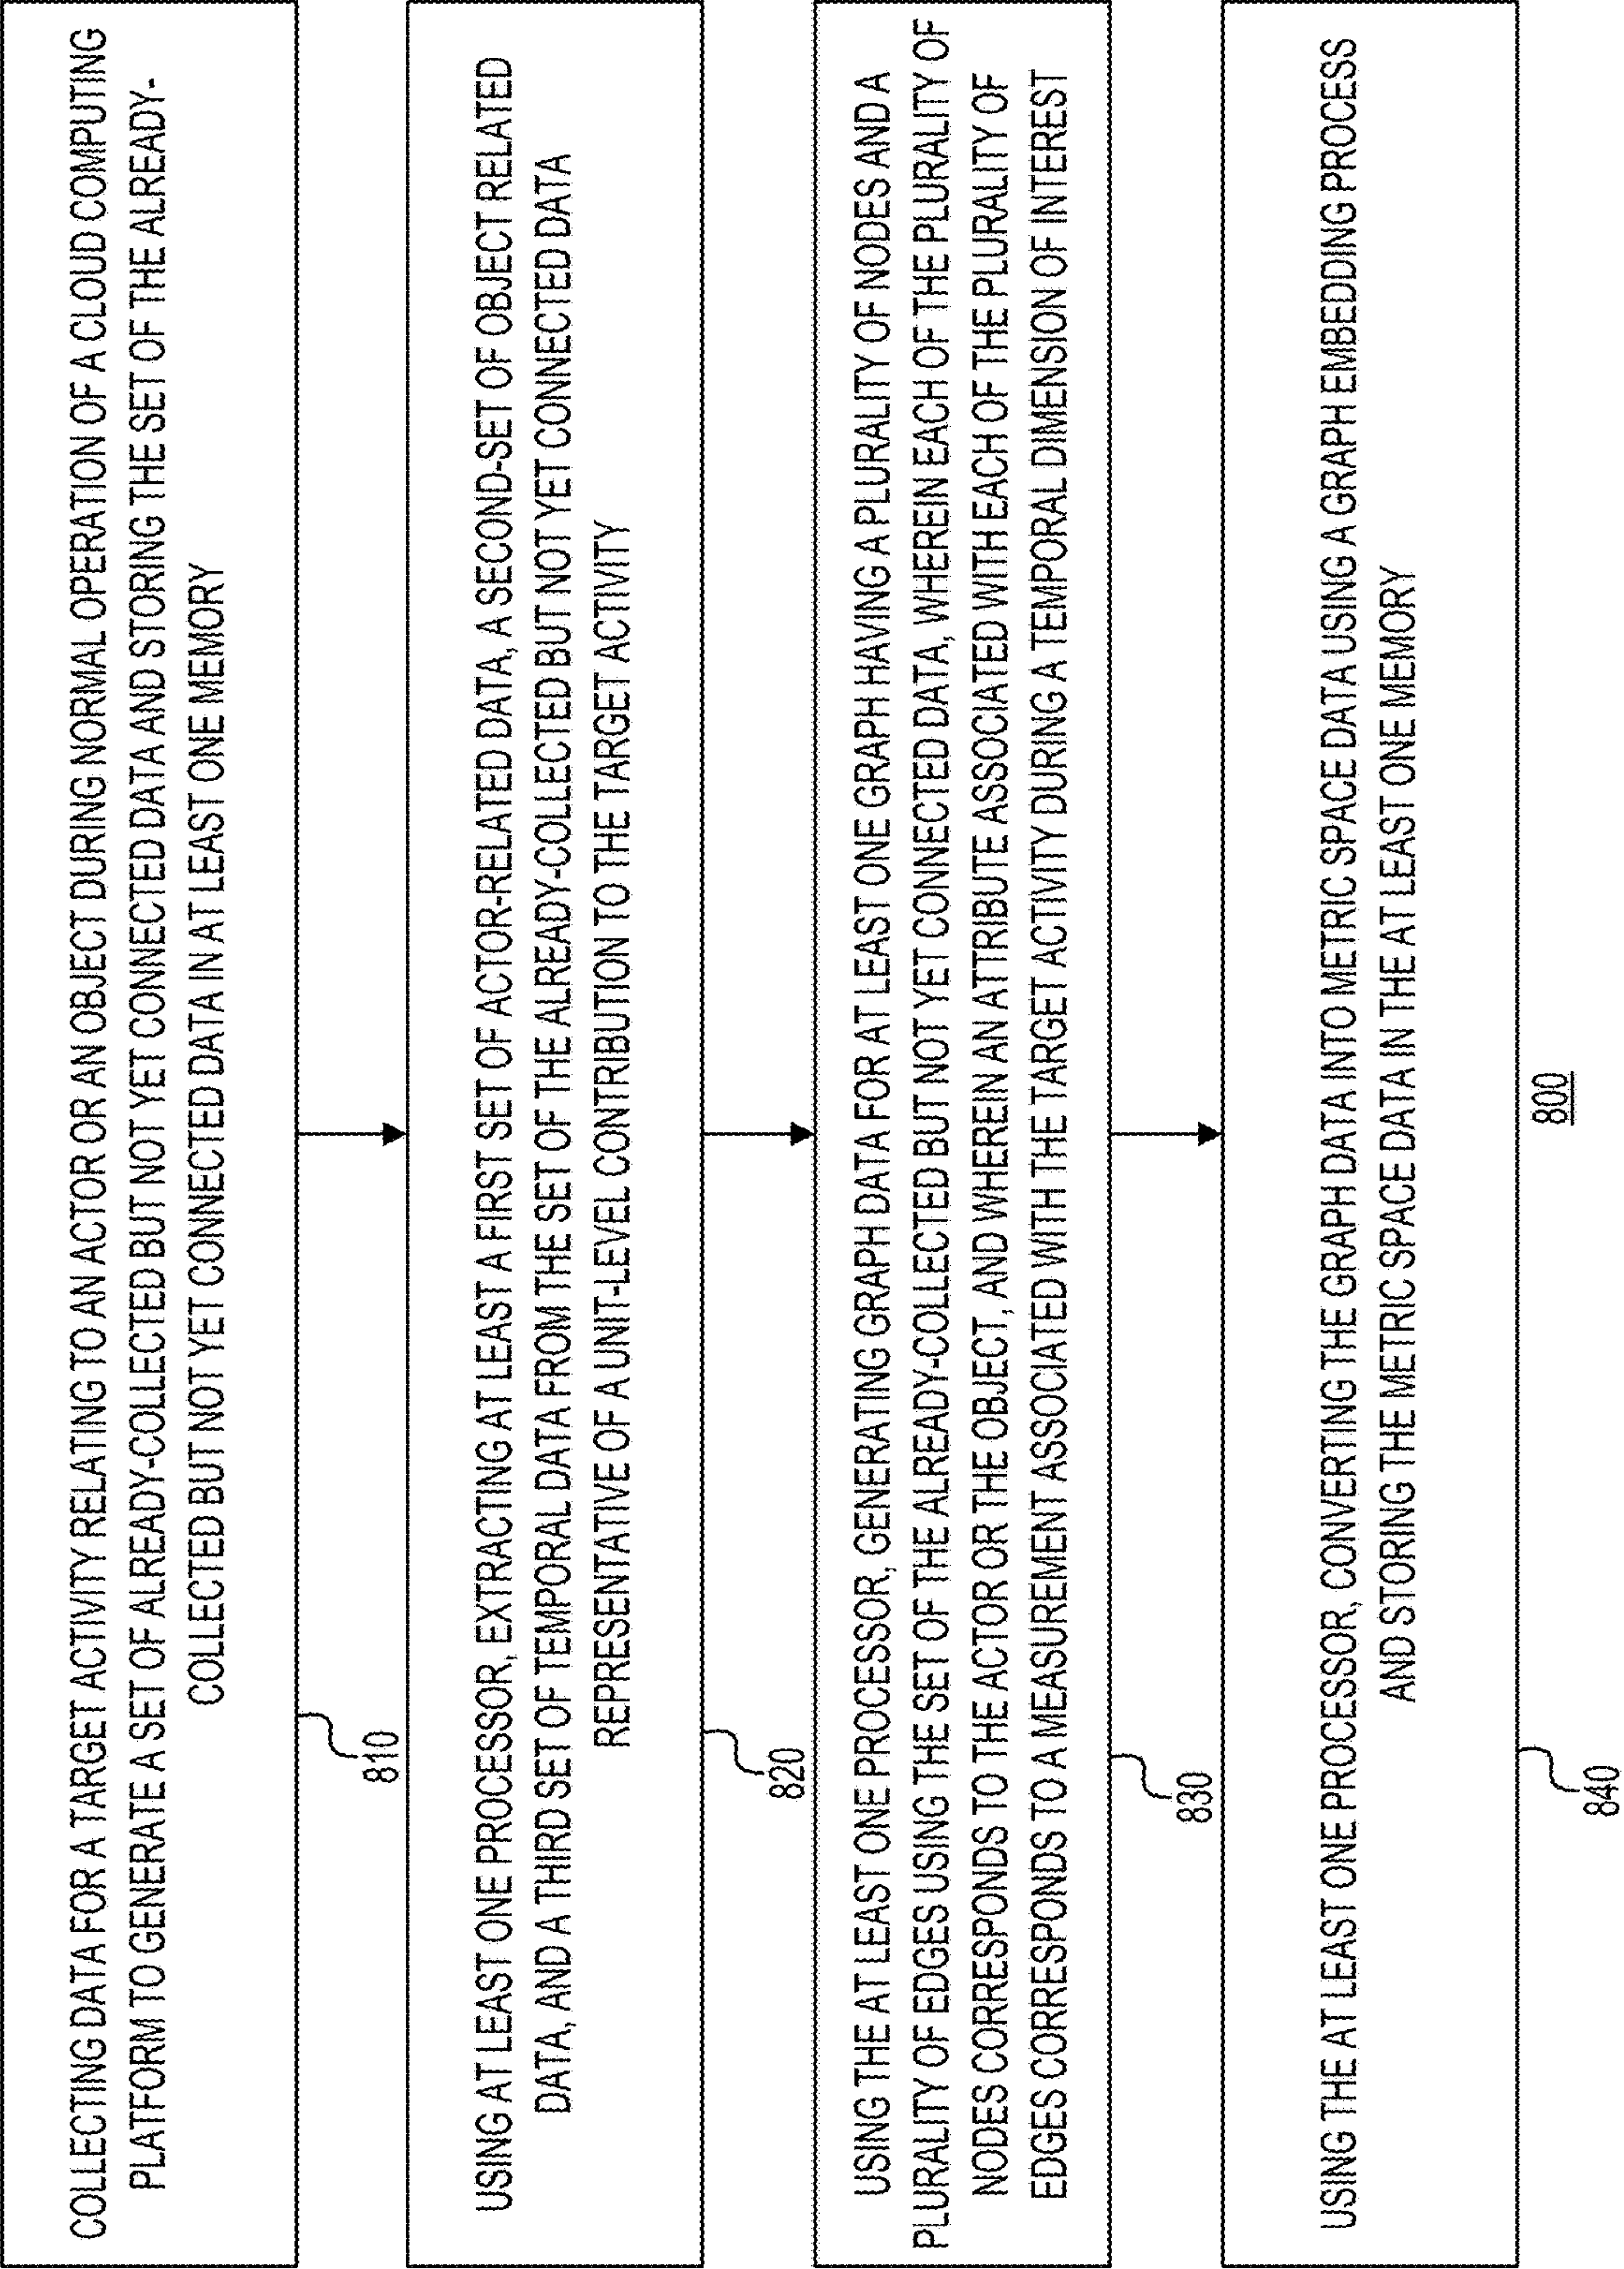 COLLECTING DATA FOR A TARGET ACTIVITY RELATING TO AN ACTOR OR AN OBJECT DURING NORMAL OPERATION OF A CLOUD COMPUTING
PLATFORM TO GENERATE A SET OF ALREADY-COLLECTED BUT NOT YET CONNECTED DATA AND STORING THE SET OF THE ALREADY-
COLLECTED BUT NOT YET CONNECTED DATA IN AT LEAST ONE MEMORY
810
USING AT LEAST ONE PROCESSOR, EXTRACTING AT LEAST A FIRST SET OF ACTOR-RELATED DATA, A SECOND-SET OF OBJECT RELATED
DATA, AND A THIRD SET OF TEMPORAL DATA FROM THE SET OF THE ALREADY-COLLECTED BUT NOT YET CONNECTED DATA
REPRESENTATIVE OF A UNIT-LEVEL CONTRIBUTION TO THE TARGET ACTIVITY
820
USING THE AT LEAST ONE PROCESSOR, GENERATING GRAPH DATA FOR AT LEAST ONE GRAPH HAVING A PLURALITY OF NODES AND A
PLURALITY OF EDGES USING THE SET OF THE ALREADY-COLLECTED BUT NOT YET CONNECTED DATA, WHEREIN EACH OF THE PLURALITY OF
NODES CORRESPONDS TO THE ACTOR OR THE OBJECT, AND WHEREIN AN ATTRIBUTE ASSOCIATED WITH EACH OF THE PLURALITY OF
EDGES CORRESPONDS TO A MEASUREMENT ASSOCIATED WITH THE TARGET ACTIVITY DURING A TEMPORAL DIMENSION OF INTEREST
830
USING THE AT LEAST ONE PROCESSOR, CONVERTING THE GRAPH DATA INTO METRIC SPACE DATA USING A GRAPH EMBEDDING PROCESS
AND STORING THE METRIC SPACE DATA IN THE AT LEAST ONE MEMORY
840
800